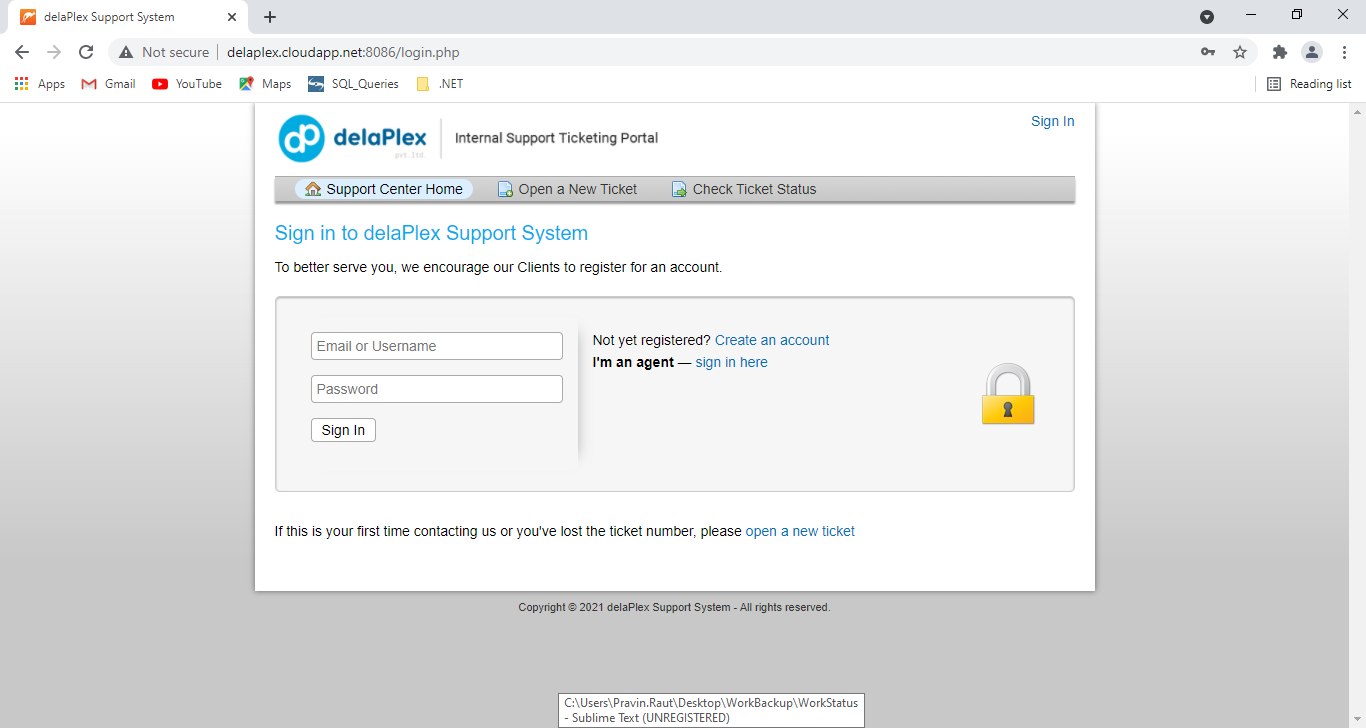 delaPlex Support System
Not secure | delaplex.cloudapp.net:8086/login.php
Apps Gmail YouTube Maps SQL_Queries .NET Reading list
dp delaPlex pvt.ltd. Internal Support Ticketing Portal
Sign In
Support Center Home Open a New Ticket Check Ticket Status
Sign in to delaPlex Support System
To better serve you, we encourage our Clients to register for an account.
Email or Username
Password
Sign In
Not yet registered? Create an account
I'm an agent — sign in here
If this is your first time contacting us or you've lost the ticket number, please open a new ticket
Copyright © 2021 delaPlex Support System - All rights reserved.
C:\Users\Pravin.Raut\Desktop\WorkBackup\WorkStatus
- Sublime Text (UNREGISTERED)